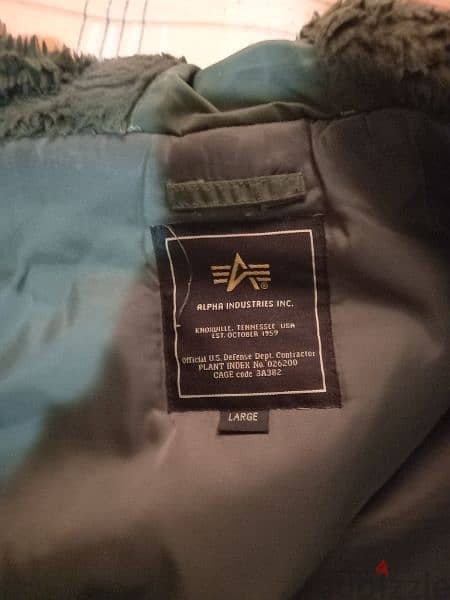 ALPHA INDUSTRIES INC.
KNOXVILLE, TENNESSEE USA
EST. OCTOBER 1959
Official U.S. Defense Dept. Contractor
PLANT INDEX No. 026200
CAGE code 3A382
LARGE